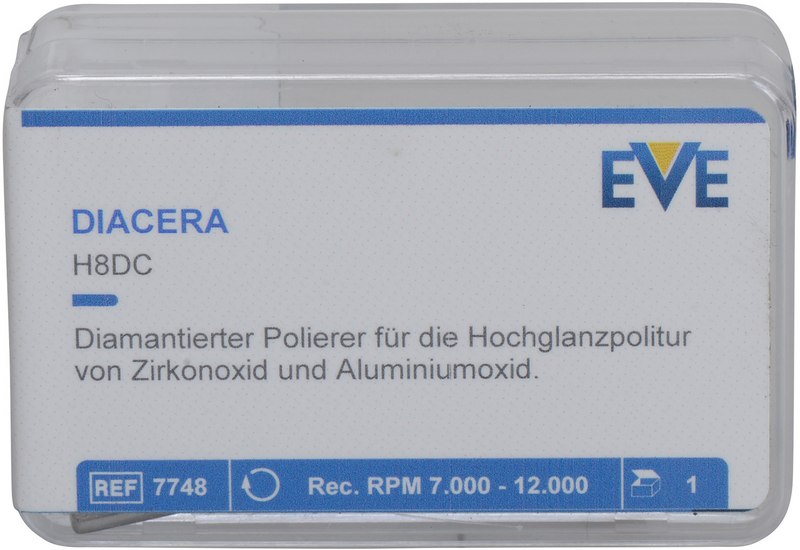 EVE
DIACERA
H8DC
Diamantierter Polierer für die Hochglanzpolitur
von Zirkonoxid und Aluminiumoxid.
REF 7748 Rec. RPM 7.000 - 12.000 1